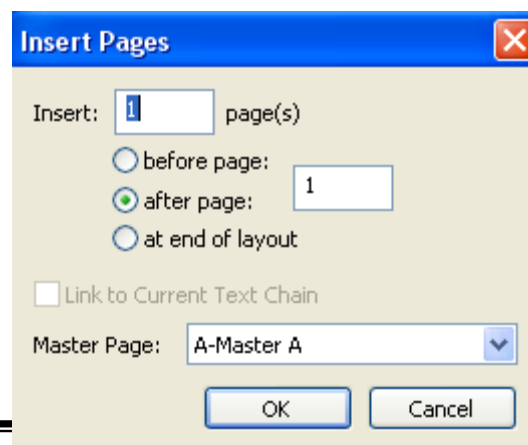 Insert Pages
Insert: 1 page(s)
before page:
1
after page:
at end of layout
Link to Current Text Chain
Master Page: A-Master A
OK Cancel